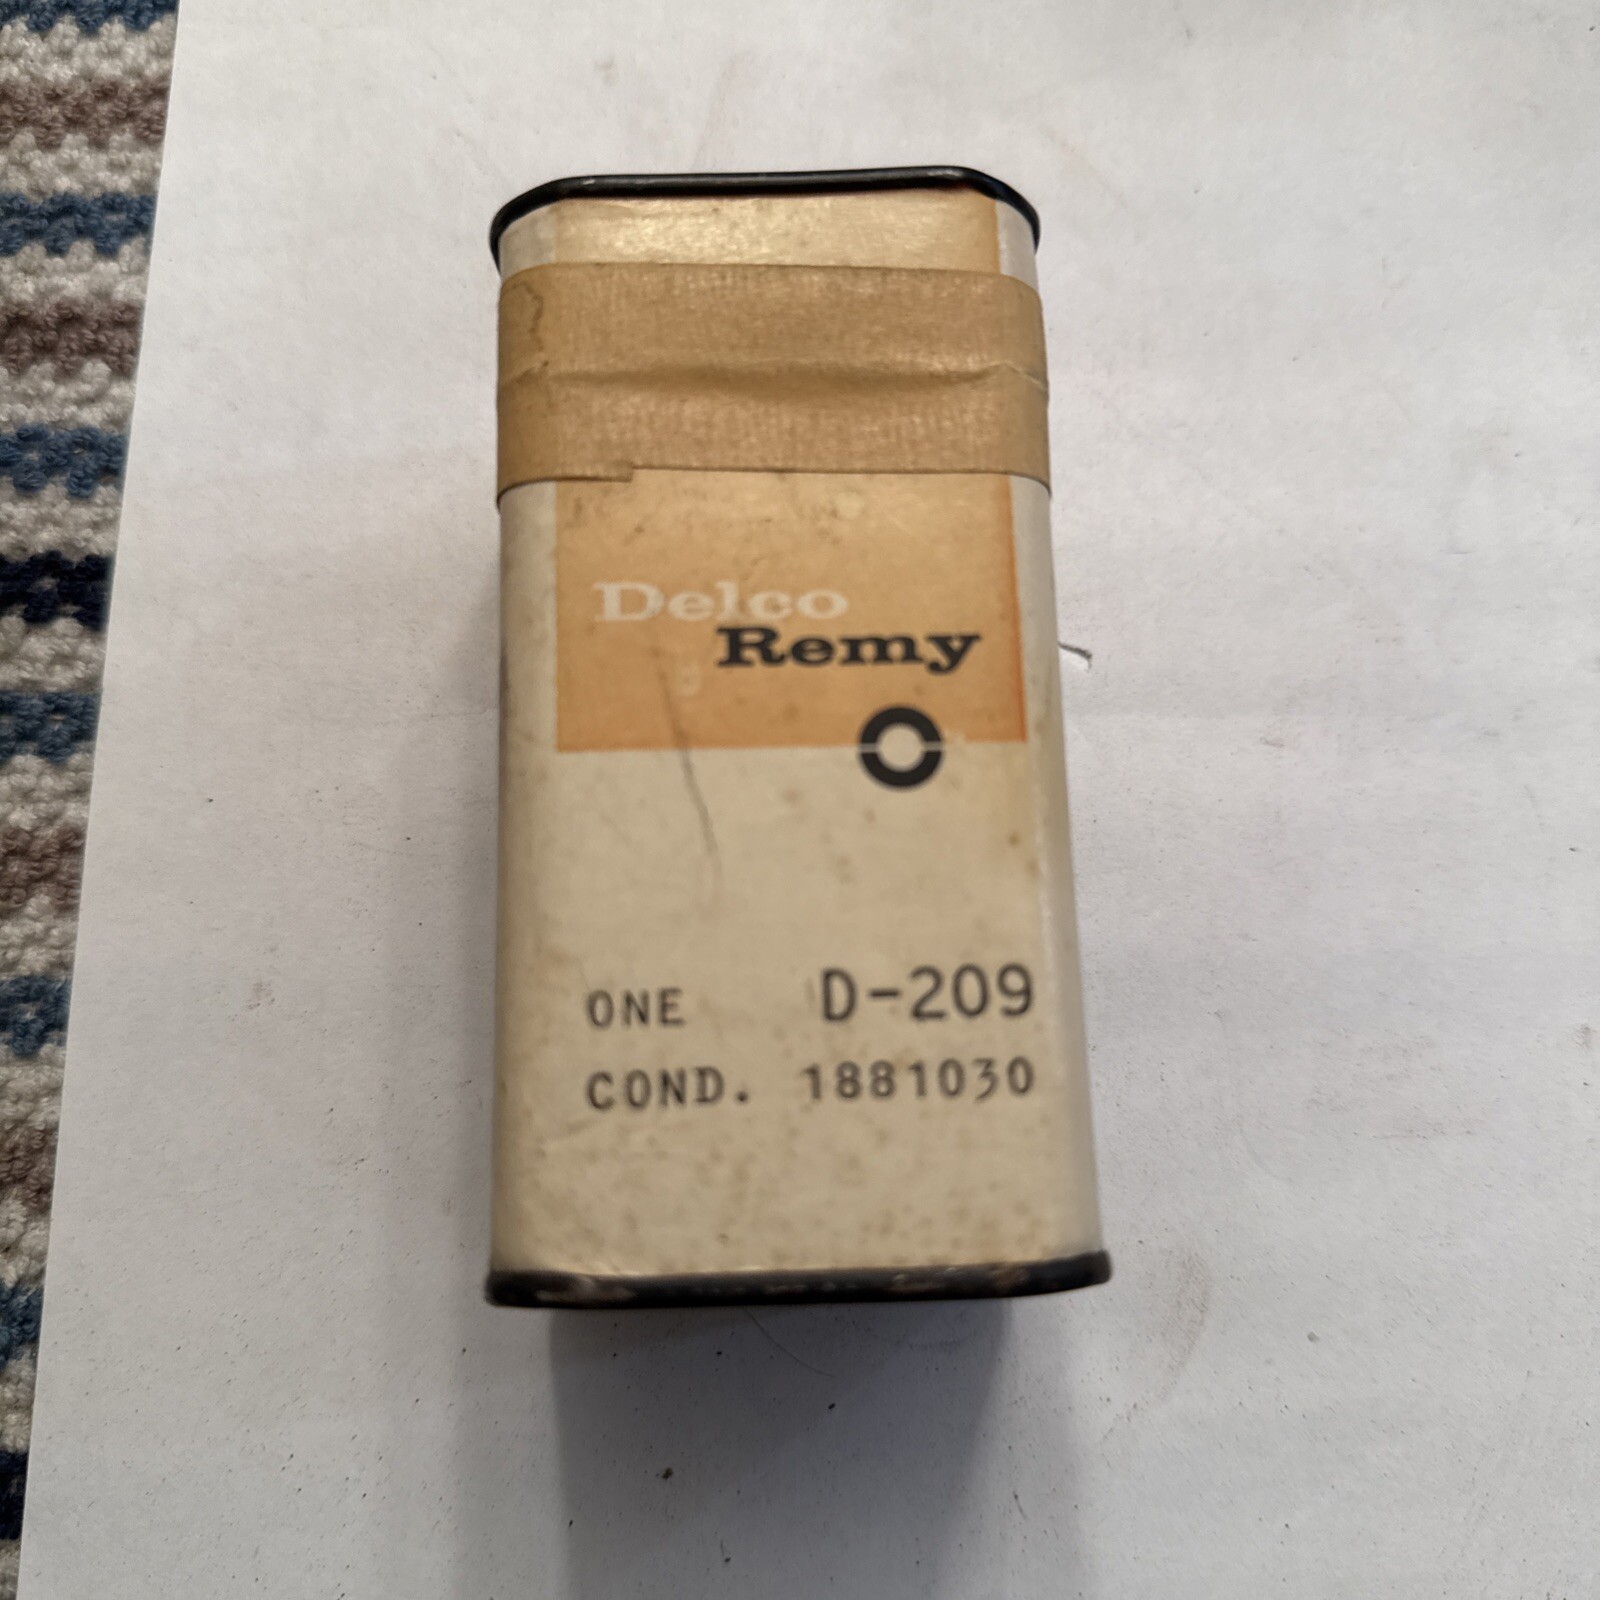 Delco
Remy
ONE D-209
COND. 1881030